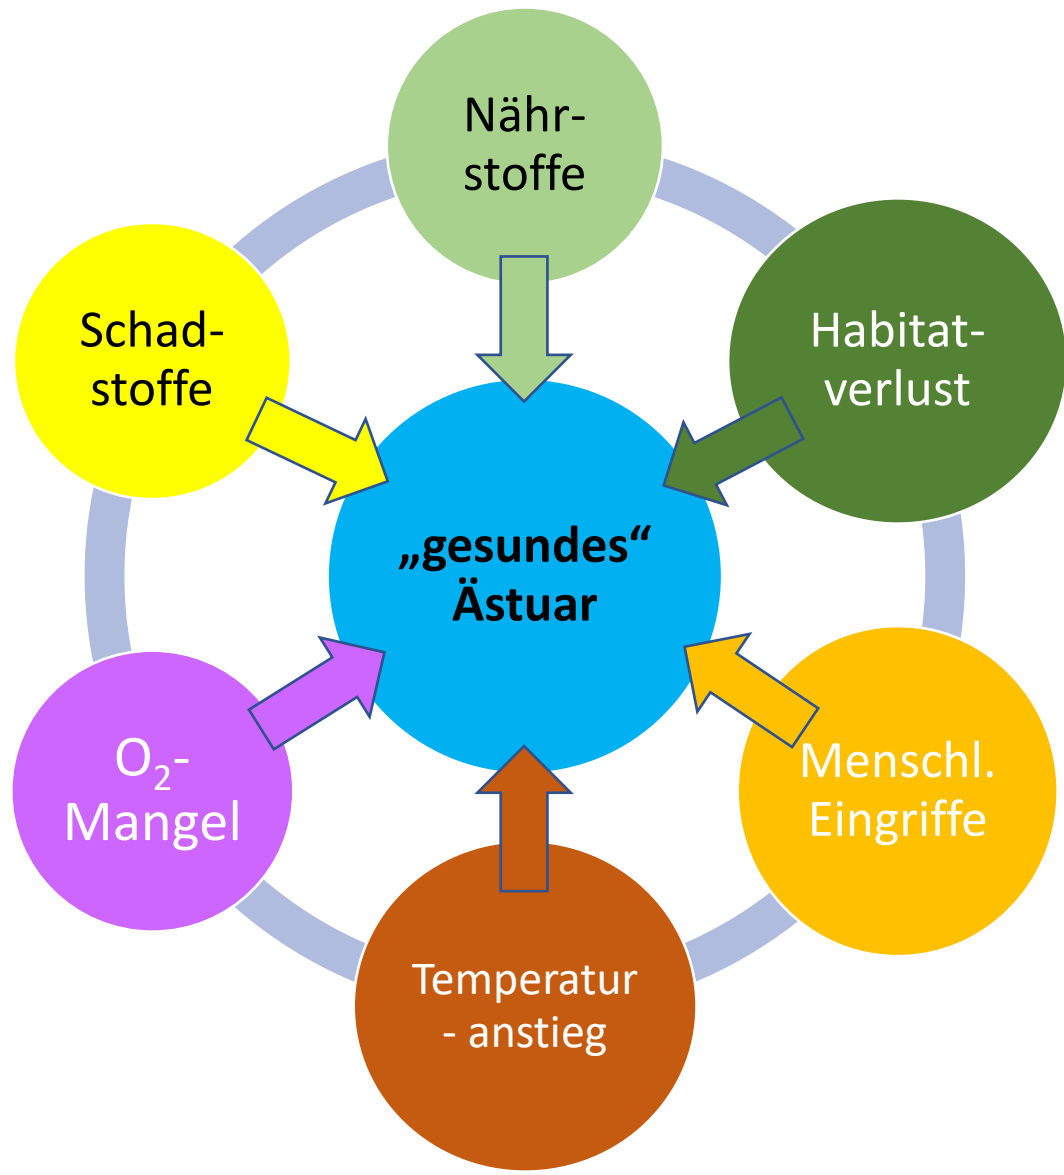 Nähr-
stoffe
Habitat-
verlust
Menschl.
Eingriffe
Temperatur
- anstieg
O₂-
Mangel
Schad-
stoffe
„gesundes“
Ästuar